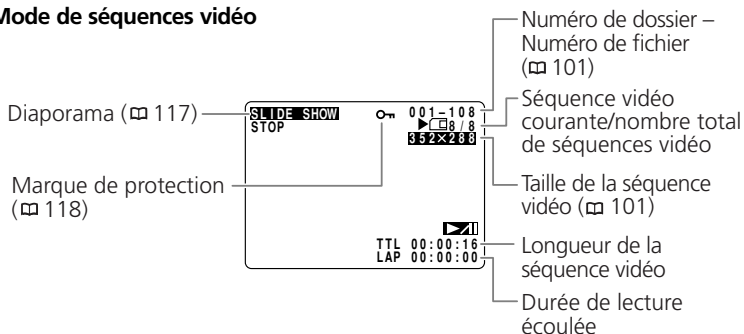 Mode de séquences vidéo
Diaporama (101 117)
Marque de protection
(118)
SLIDE SHOW
STOP
001-108
8/8
352×288
TTL 00:00:16
LAP 00:00:00
Numéro de dossier –
Numéro de fichier
(101)
Séquence vidéo
courante/nombre total
de séquences vidéo
Taille de la séquence
vidéo (101)
Longueur de la
séquence vidéo
Durée de lecture
écoulée